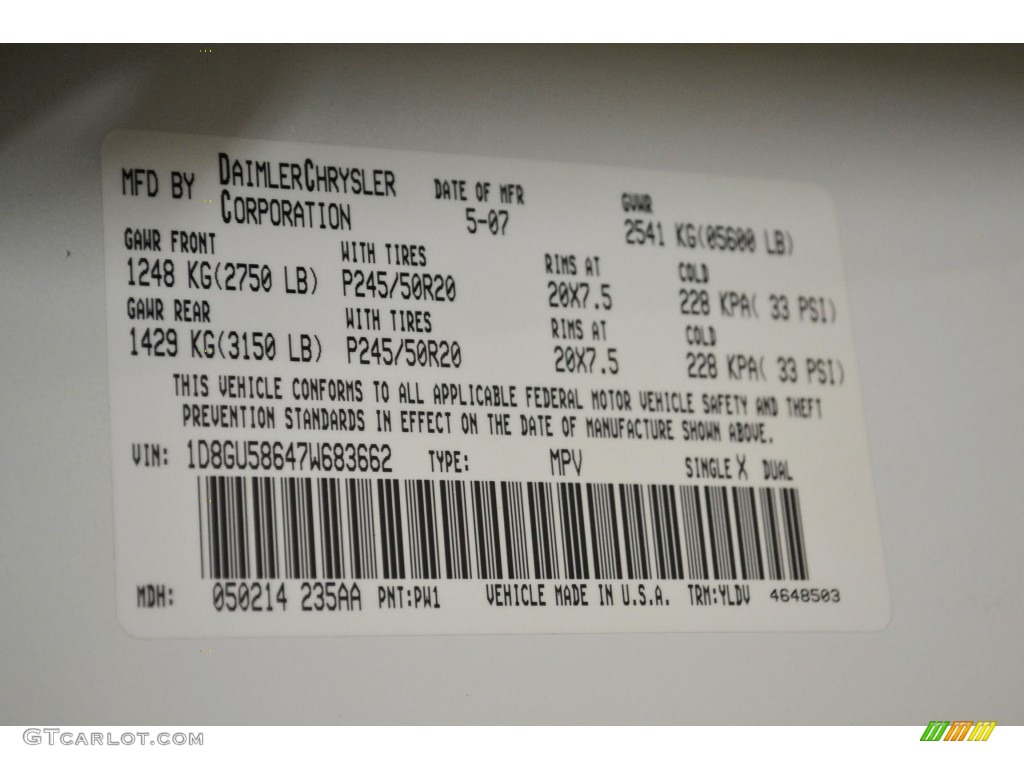 MFD BY DAIMLERCHRYSLER CORPORATION DATE OF MFR 5-07 GVWR 2541 KG(05600 LB)
GAWR FRONT WITH TIRES RIMS AT COLD
1248 KG(2750 LB) P245/50R20 20X7.5 228 KPA( 33 PSI)
GAWR REAR WITH TIRES RIMS AT COLD
1429 KG(3150 LB) P245/50R20 20X7.5 228 KPA( 33 PSI)
THIS VEHICLE CONFORMS TO ALL APPLICABLE FEDERAL MOTOR VEHICLE SAFETY AND THEFT
PREVENTION STANDARDS IN EFFECT ON THE DATE OF MANUFACTURE SHOWN ABOVE.
VIN: 1D8GU58647W683662 TYPE: MPV SINGLE X DUAL
MDH: 050214 235AA PNT:PW1 VEHICLE MADE IN U.S.A. TRM:YLDV 4648503
GTCARLOT.COM